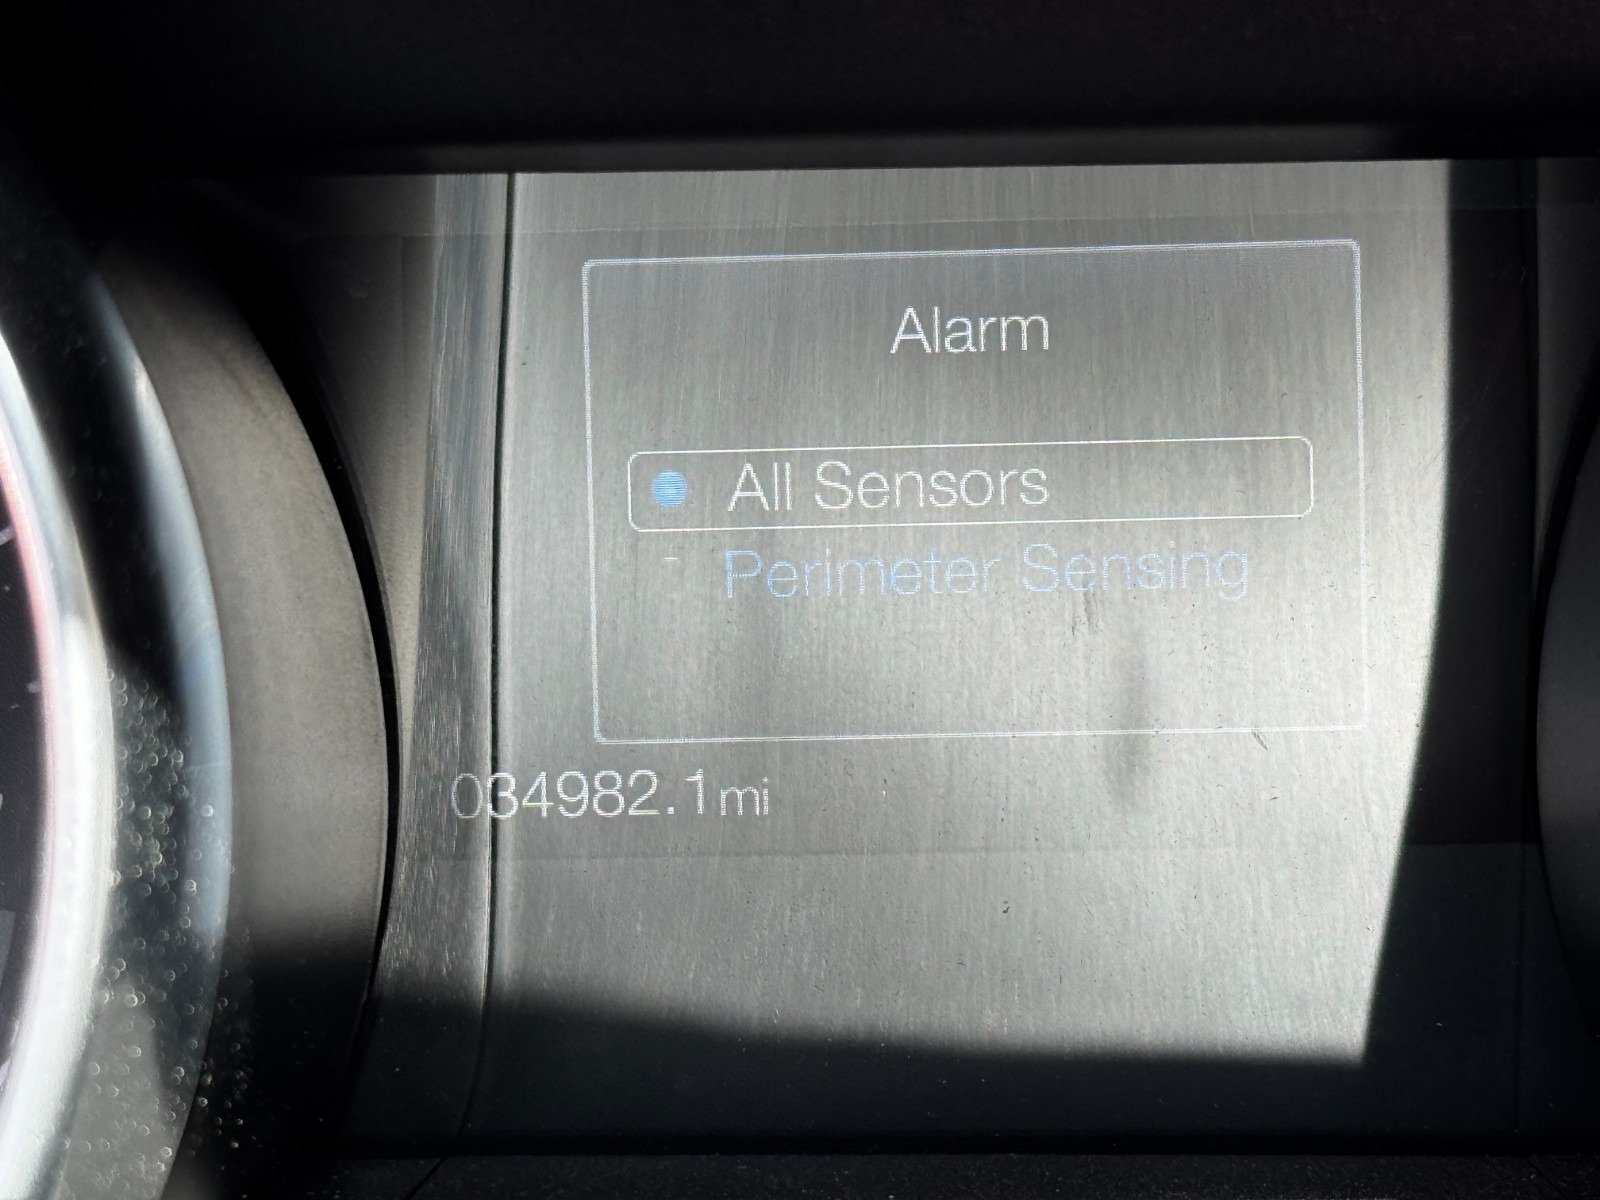 Alarm
All Sensors
Perimeter Sensing
034982.1mi